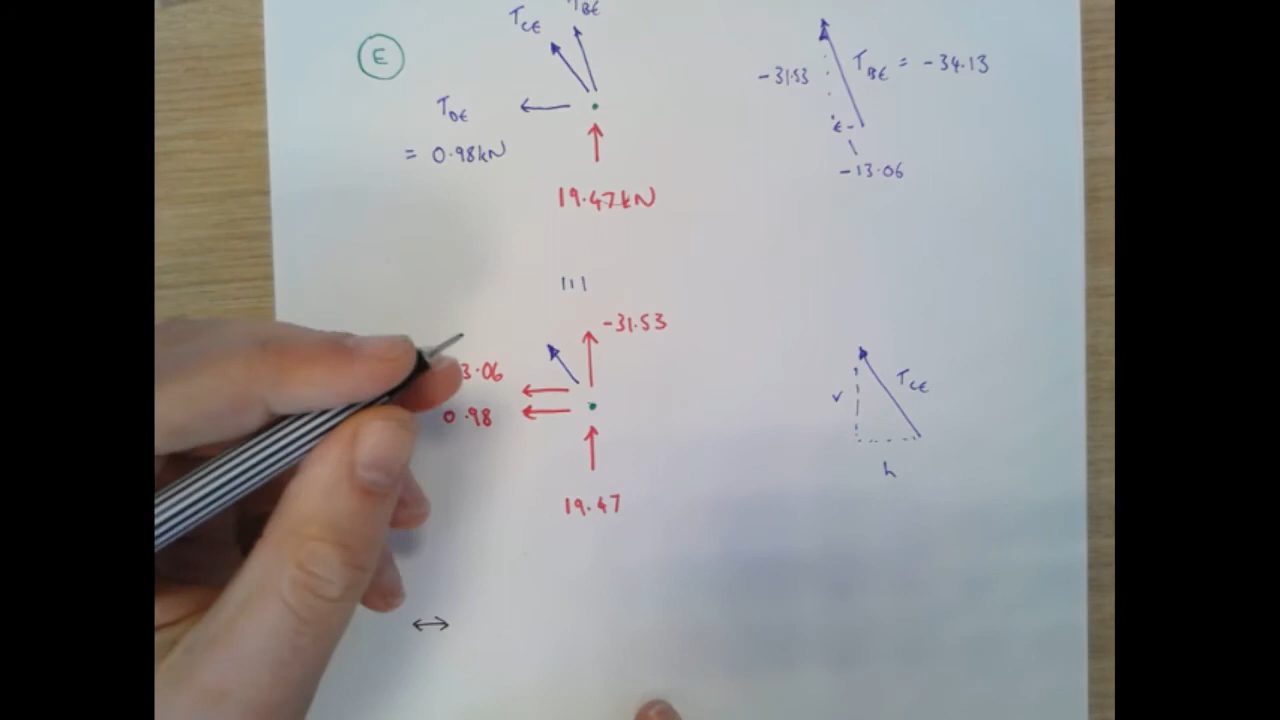 T_CE T_BE
E
T_DE
= 0.98kN
19.47kN
-31.53 T_BE = -34.13
-13.06
-31.53
3.06
0.98
19.47
v T_CE
h